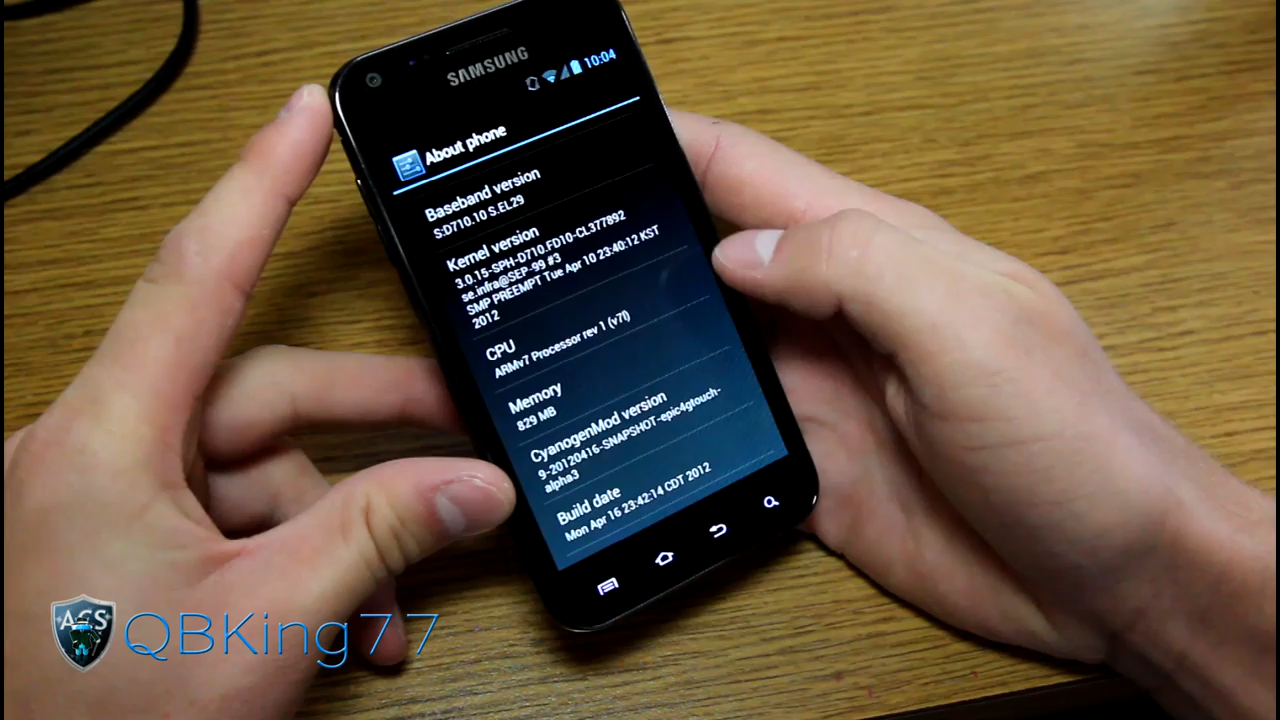 SAMSUNG
10:04
About phone
Baseband version
S:D710.10 S.EL29
Kernel version
3.0.15-SPH-D710.FD10-CL377892
se.infra@SEP-99 #3
SMP PREEMPT Tue Apr 10 23:40:12 KST
2012
CPU
ARMv7 Processor rev 1 (v7l)
Memory
829 MB
CyanogenMod version
9-20120416-SNAPSHOT-epic4gtouch-
alpha3
Build date
Mon Apr 16 23:42:14 CDT 2012
ACS
QBKing77